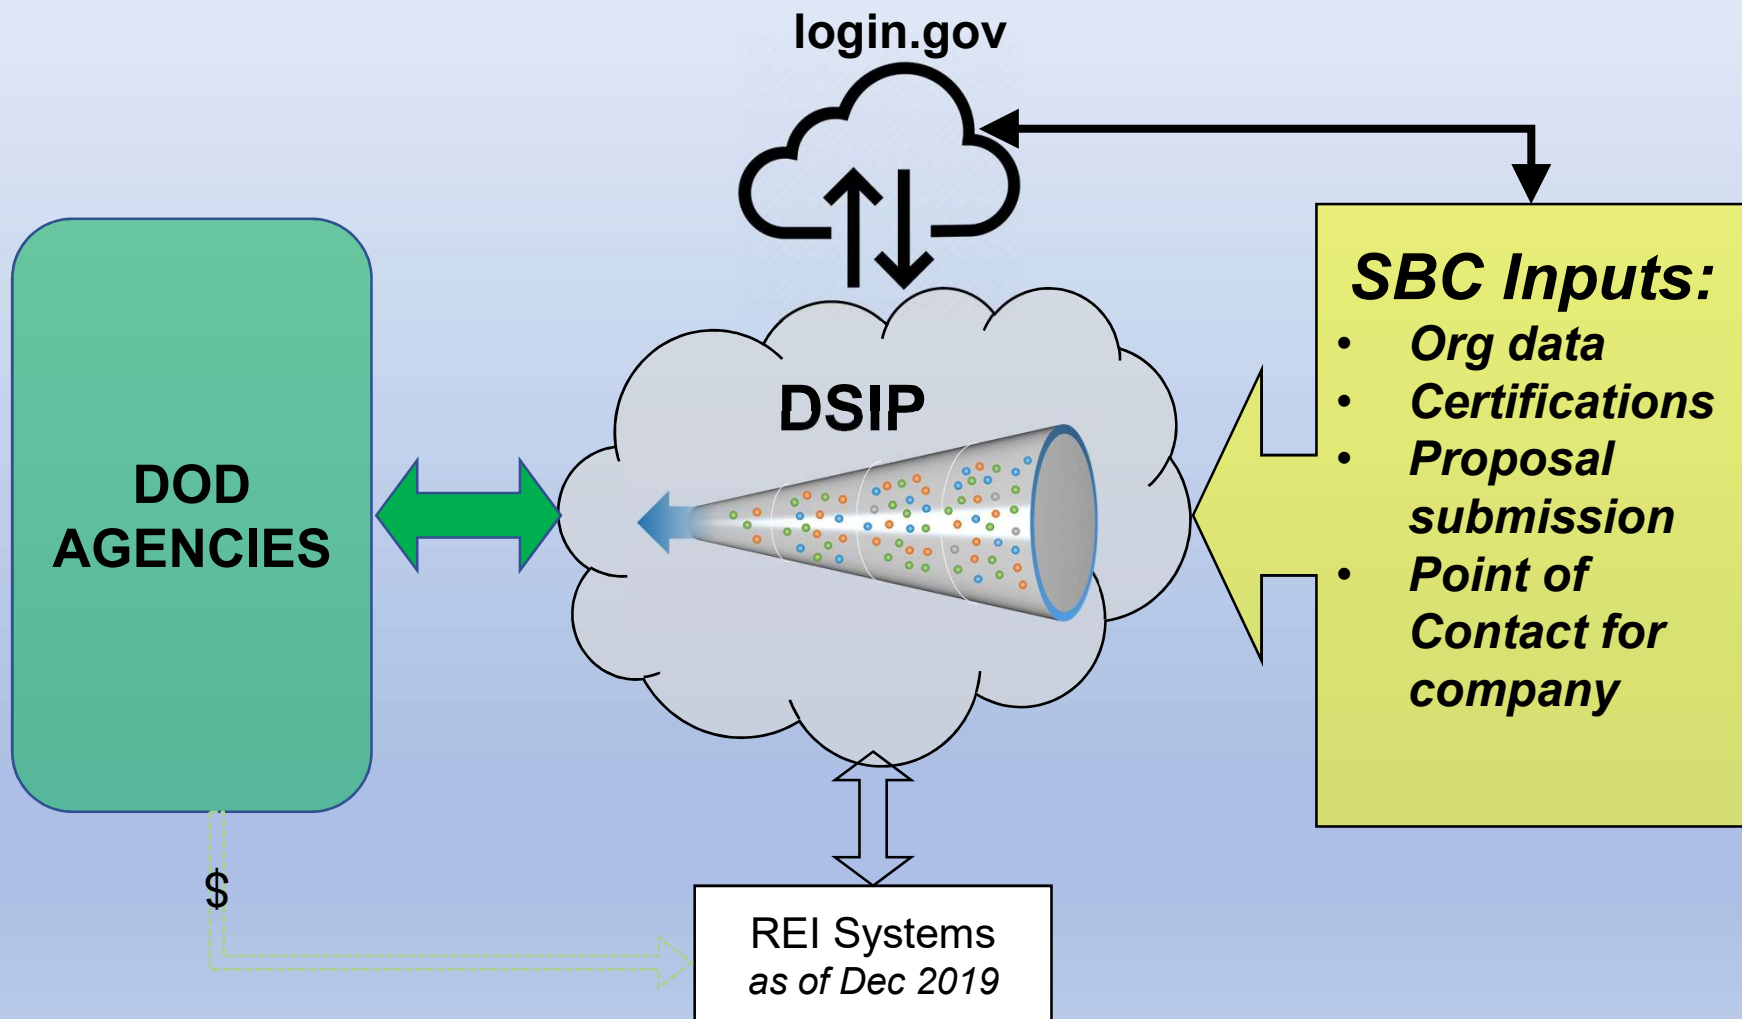 login.gov
DOD
AGENCIES
DSIP
SBC Inputs:
• Org data
• Certifications
• Proposal
submission
• Point of
Contact for
company
$
REI Systems
as of Dec 2019